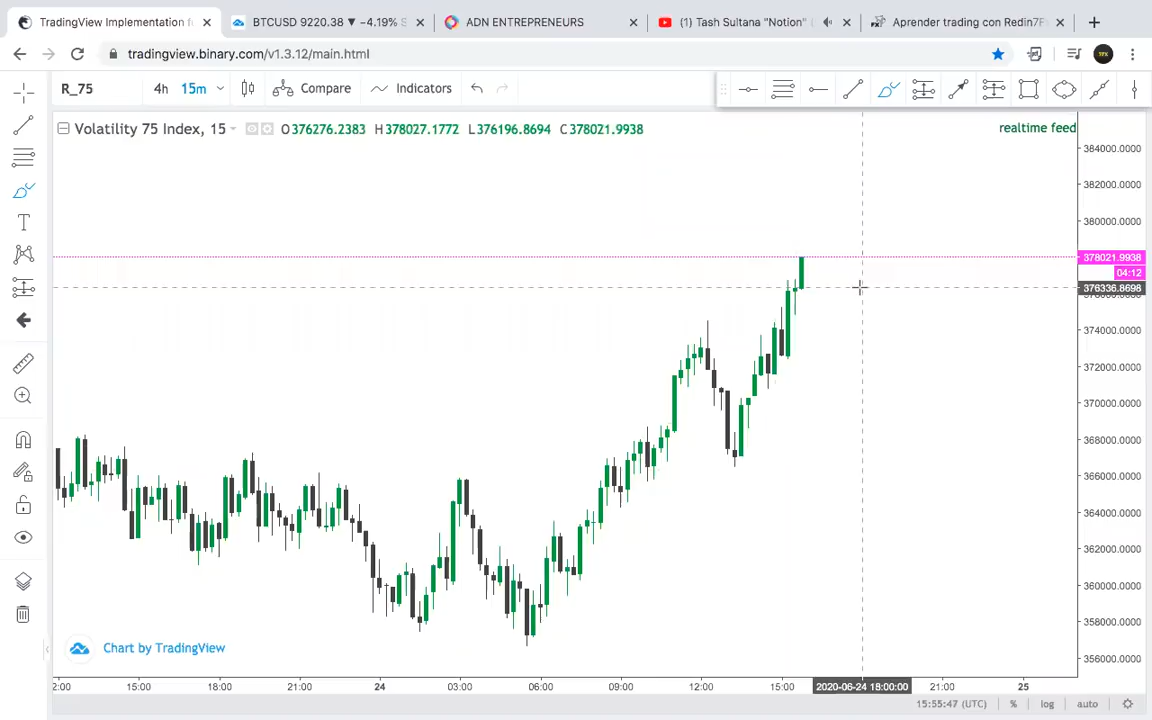 TradingView Implementation f
BTCUSD 9220.38 ▼ −4.19% S
ADN ENTREPRENEURS
(1) Tash Sultana "Notion"
Aprender trading con Redin7F
tradingview.binary.com/v1.3.12/main.html
R_75
4h
15m
Compare
Indicators
Volatility 75 Index, 15
O376276.2383 H378027.1772 L376196.8694 C378021.9938
realtime feed
384000.0000
382000.0000
380000.0000
378021.9938
04:12
376336.8698
374000.0000
372000.0000
370000.0000
368000.0000
366000.0000
364000.0000
362000.0000
360000.0000
358000.0000
356000.0000
Chart by TradingView
2:00 15:00 18:00 21:00 24 03:00 06:00 09:00 12:00 15:00 2020-06-24 18:00:00 21:00 25
15:55:47 (UTC) % log auto